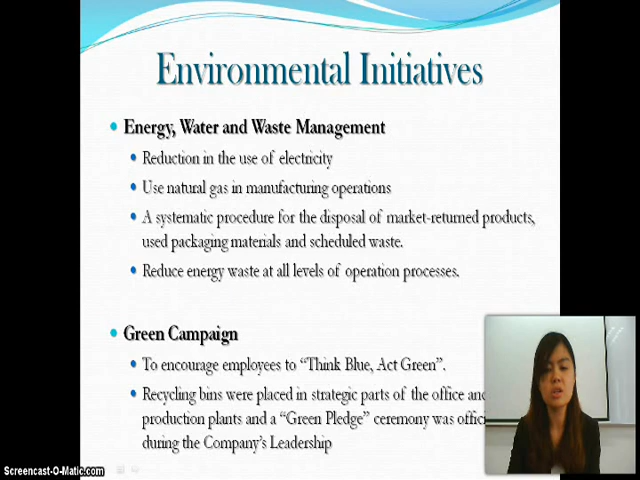 Environmental Initiatives
Energy, Water and Waste Management
Reduction in the use of electricity
Use natural gas in manufacturing operations
A systematic procedure for the disposal of market-returned products,
used packaging materials and scheduled waste.
Reduce energy waste at all levels of operation processes.
Green Campaign
To encourage employees to “Think Blue, Act Green”.
Recycling bins were placed in strategic parts of the office and
production plants and a “Green Pledge” ceremony was
during the Company’s Leadership
Screencast-O-Matic.com